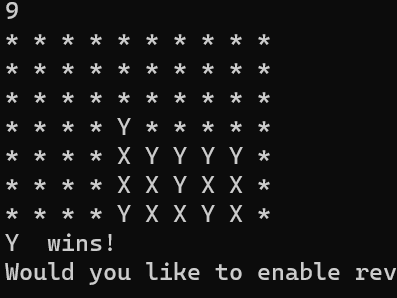 9
* * * * * * * * * *
* * * * * * * * * *
* * * * * * * * * *
* * * * Y * * * * *
* * * * X Y Y Y Y *
* * * * X X Y X X *
* * * * Y X X Y X *
Y  wins!
Would you like to enable rev